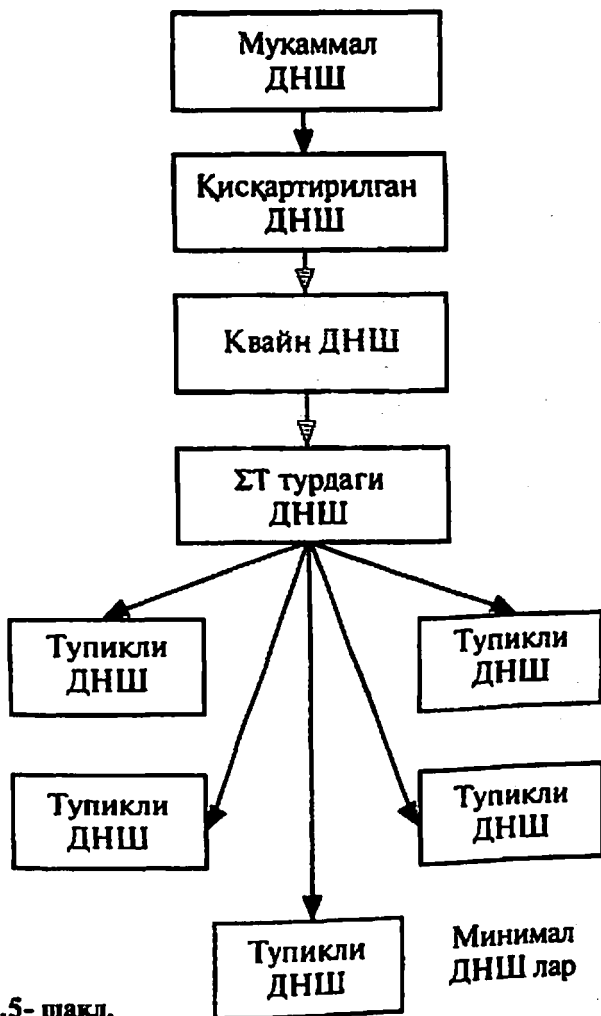 Мукаммал
ДНШ
Қисқартирилган
ДНШ
Квайн ДНШ
ΣТ турдаги
ДНШ
Тупикли
ДНШ
Тупикли
ДНШ
Тупикли
ДНШ
Тупикли
ДНШ
Тупикли
ДНШ
Минимал
ДНШ лар
.5- шакл.